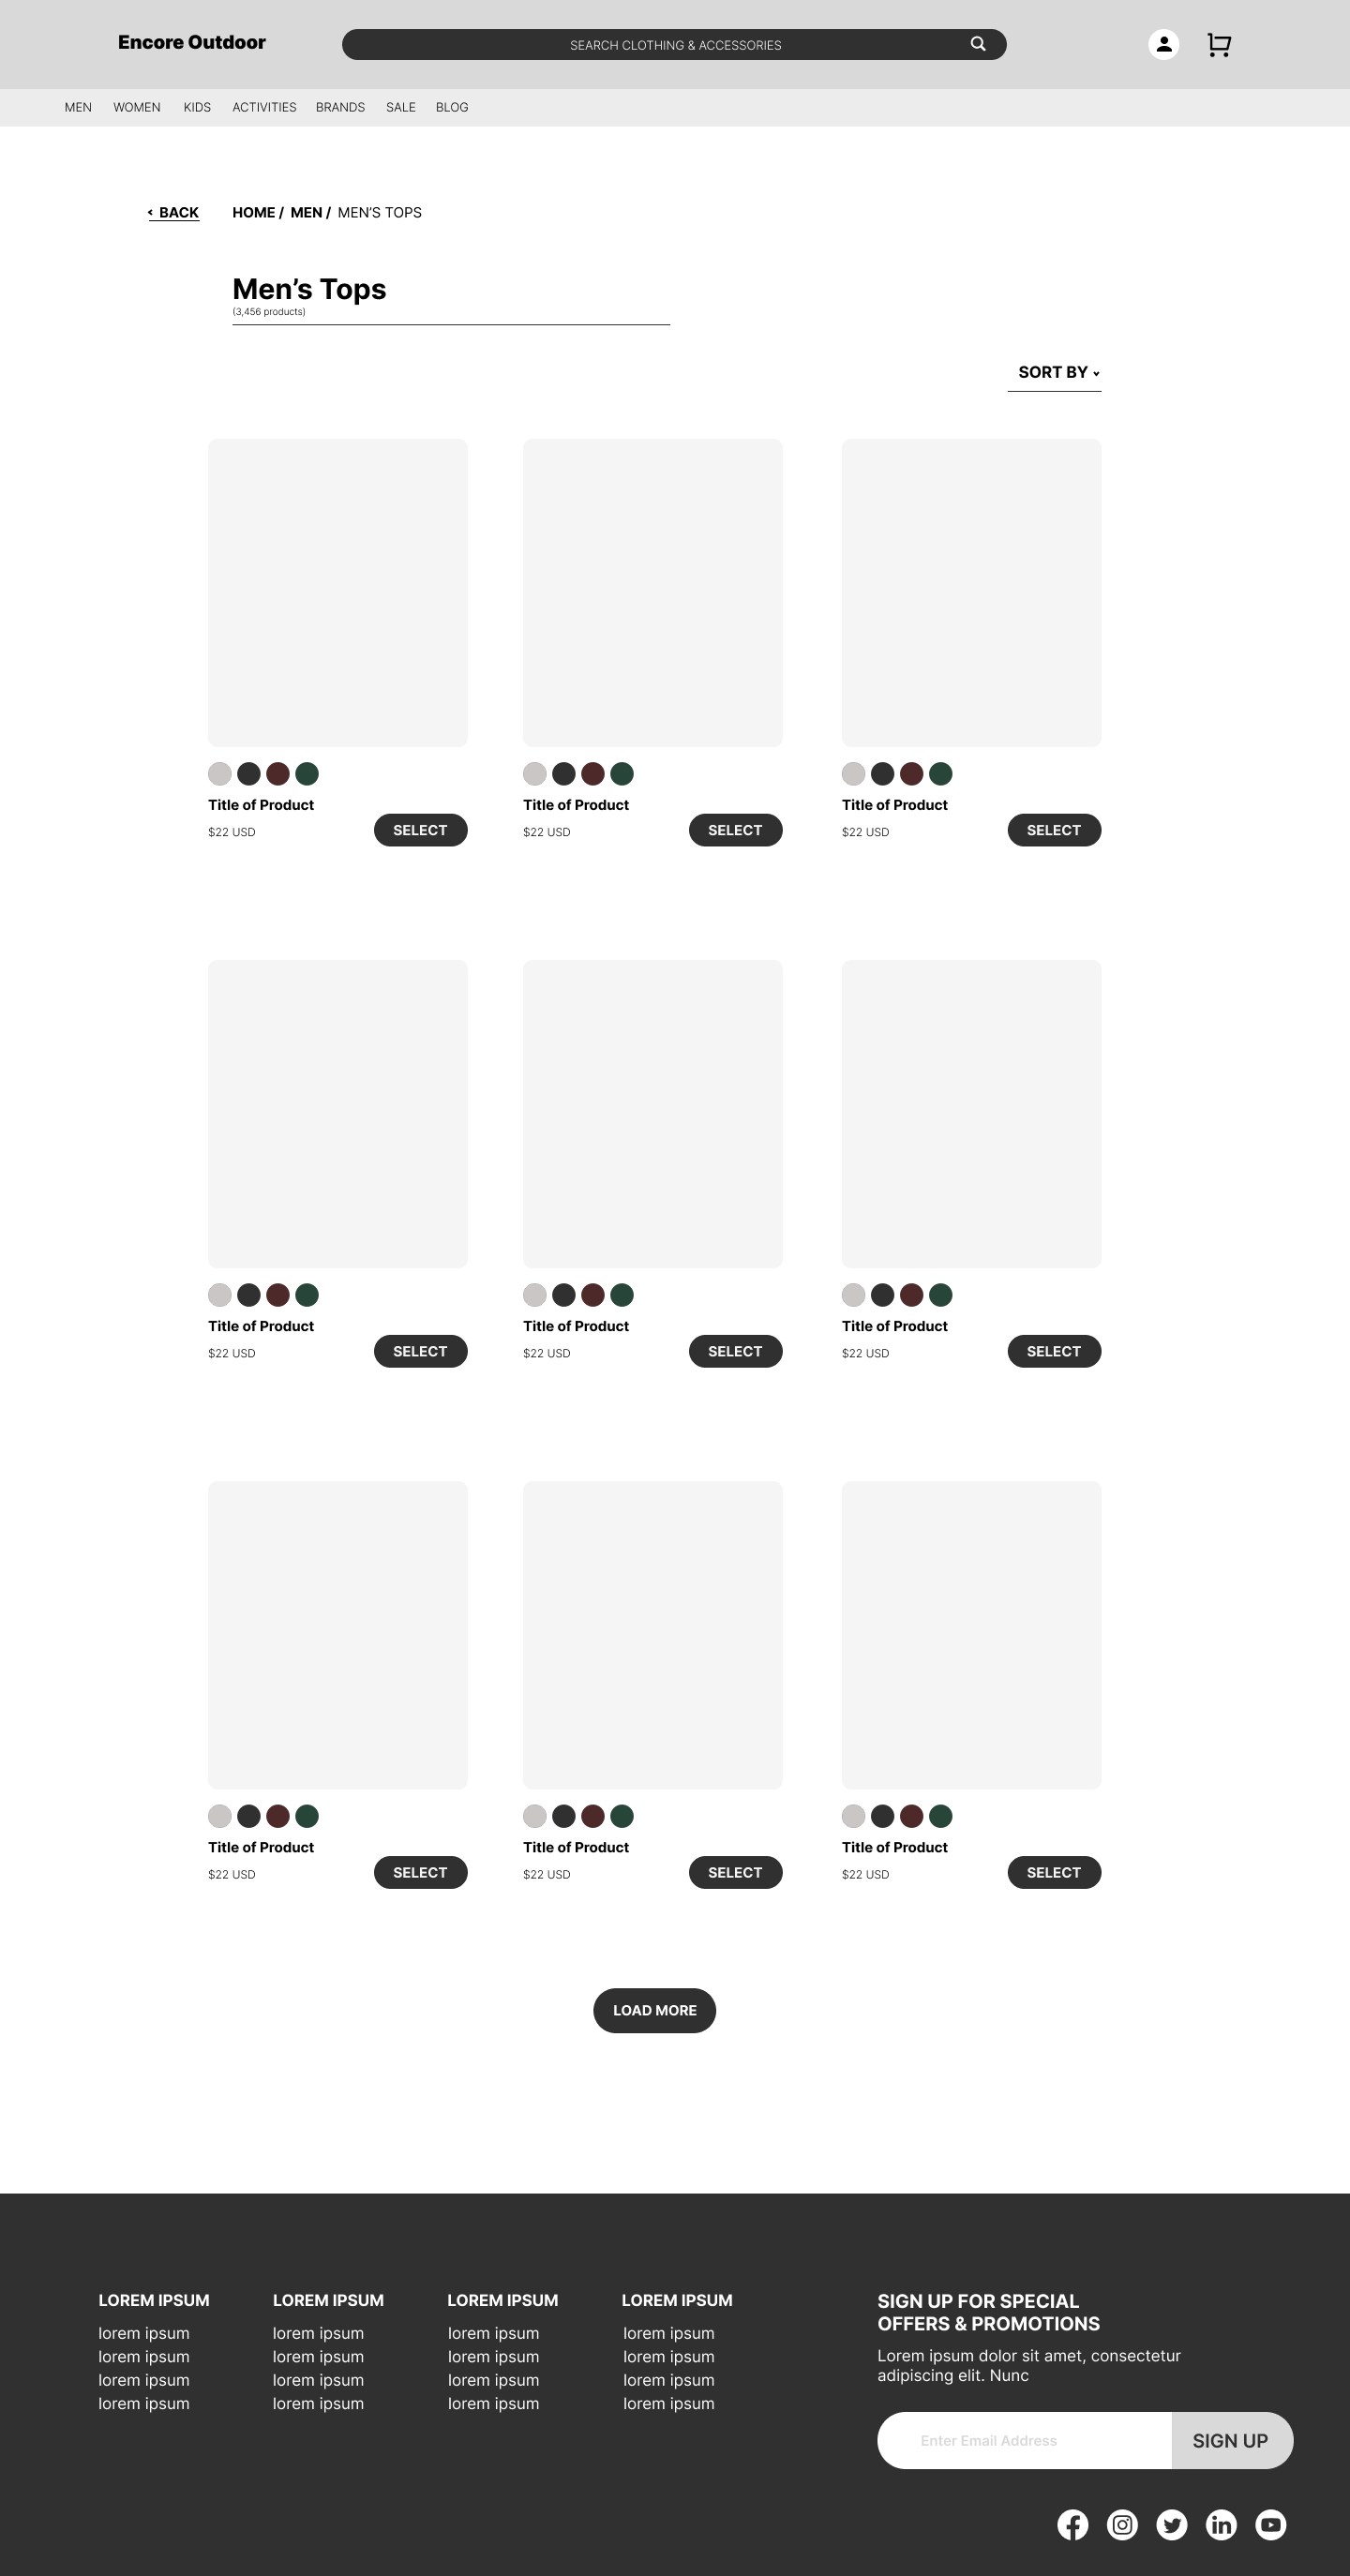 Encore Outdoor
SEARCH CLOTHING & ACCESSORIES
MEN WOMEN KIDS ACTIVITIES BRANDS SALE BLOG
BACK HOME / MEN / MEN’S TOPS
Men’s Tops
(3,456 products)
SORT BY
Title of Product
$22 USD
SELECT
Title of Product
$22 USD
SELECT
Title of Product
$22 USD
SELECT
Title of Product
$22 USD
SELECT
Title of Product
$22 USD
SELECT
Title of Product
$22 USD
SELECT
Title of Product
$22 USD
SELECT
Title of Product
$22 USD
SELECT
Title of Product
$22 USD
SELECT
LOAD MORE
LOREM IPSUM
lorem ipsum
lorem ipsum
lorem ipsum
lorem ipsum
LOREM IPSUM
lorem ipsum
lorem ipsum
lorem ipsum
lorem ipsum
LOREM IPSUM
lorem ipsum
lorem ipsum
lorem ipsum
lorem ipsum
LOREM IPSUM
lorem ipsum
lorem ipsum
lorem ipsum
lorem ipsum
SIGN UP FOR SPECIAL
OFFERS & PROMOTIONS
Lorem ipsum dolor sit amet, consectetur
adipiscing elit. Nunc
Enter Email Address
SIGN UP